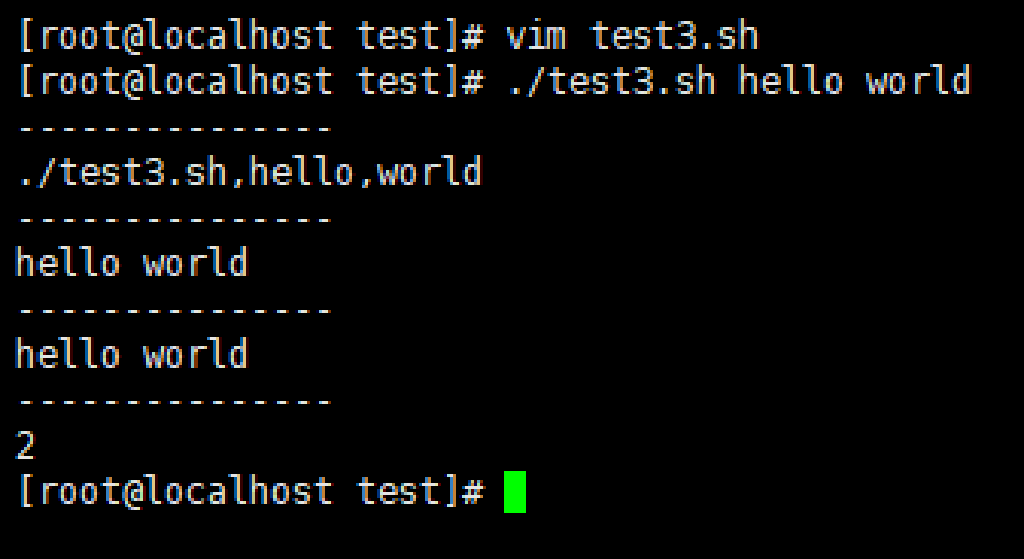 [root@localhost test]# vim test3.sh
[root@localhost test]# ./test3.sh hello world
---------------
./test3.sh,hello,world
---------------
hello world
---------------
hello world
---------------
2
[root@localhost test]#